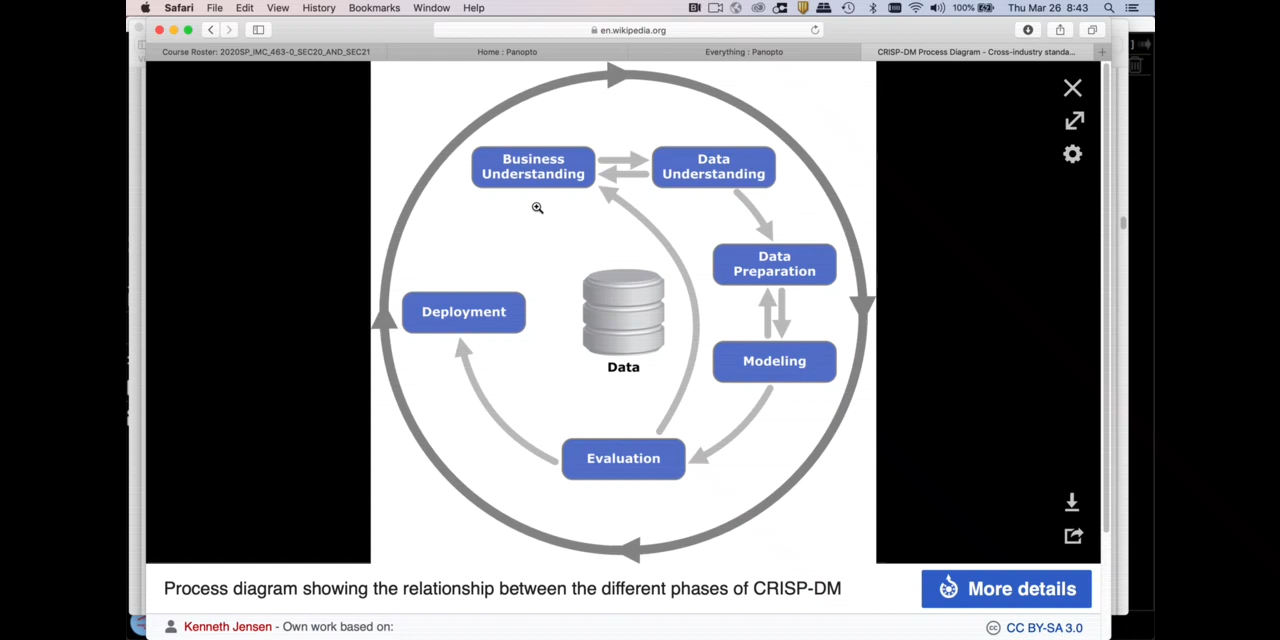 Safari File Edit View History Bookmarks Window Help 100% Thu Mar 26 8:43
en.wikipedia.org
Course Roster: 2020SP_IMC_463-0_SEC20_AND_SEC21 Home : Panopto Everything : Panopto CRISP-DM Process Diagram - Cross-industry standa...
Business
Understanding
Data
Understanding
Data
Preparation
Deployment
Data
Modeling
Evaluation
Process diagram showing the relationship between the different phases of CRISP-DM
More details
Kenneth Jensen - Own work based on:
CC BY-SA 3.0